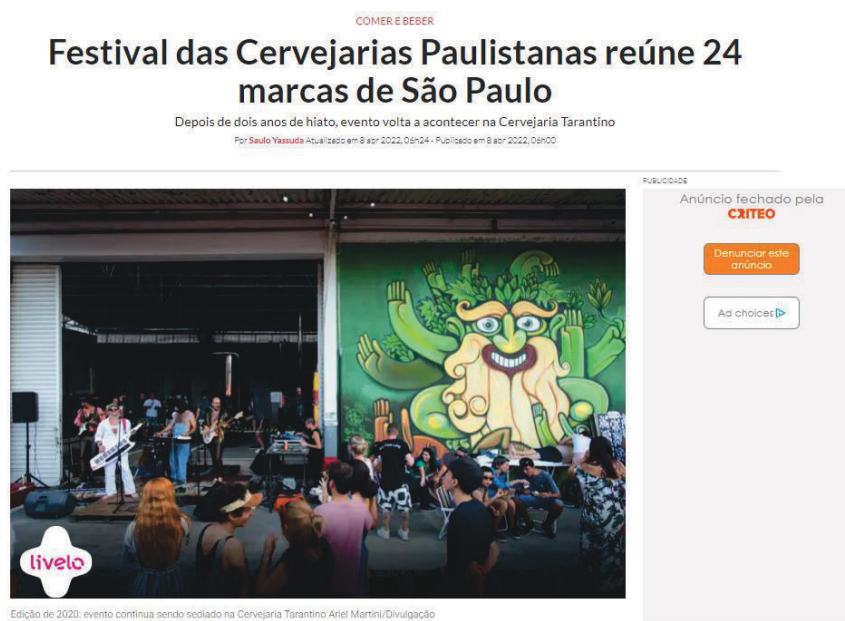 COMER E BEBER
Festival das Cervejarias Paulistanas reúne 24
marcas de São Paulo
Depois de dois anos de hiato, evento volta a acontecer na Cervejaria Tarantino
Por Saulo Yassuda Atualizado em 8 abr 2022, 06h24 - Publicado em 8 abr 2022, 06h00
PUBLICIDADE
Anúncio fechado pela
CRITEO
Denunciar este
anúncio
Ad choices
livelo
Edição de 2020: evento continua sendo sediado na Cervejaria Tarantino Ariel Martini/Divulgação